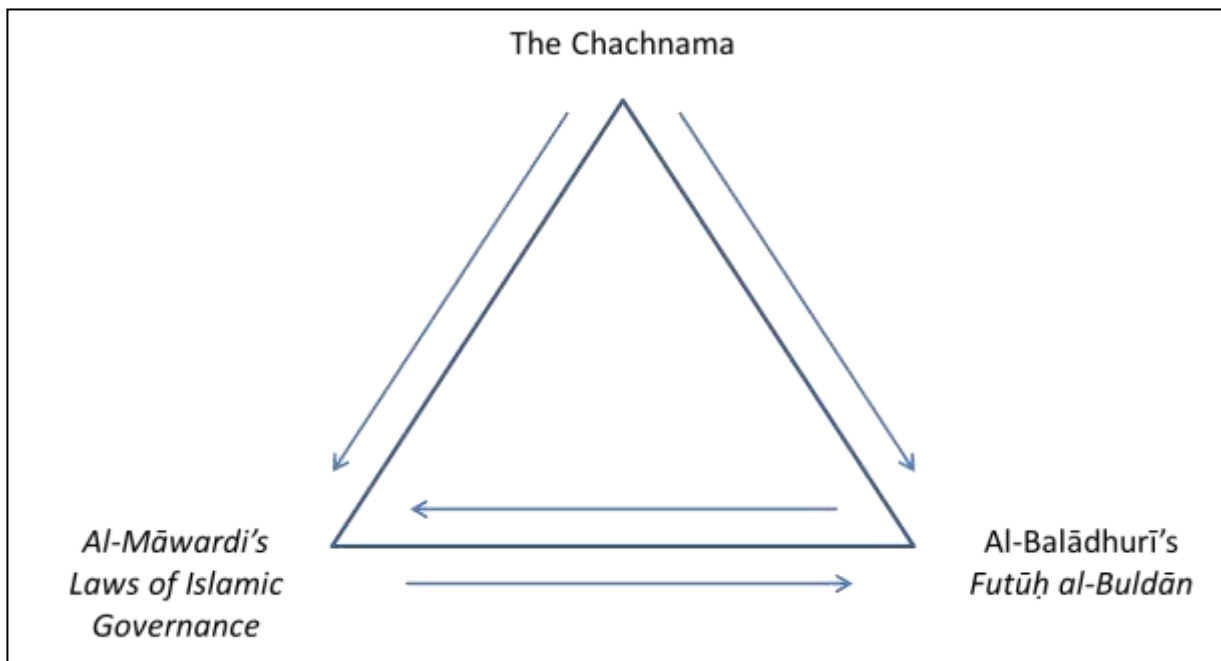 The Chachnama
Al-Māwardi’s
Laws of Islamic
Governance
Al-Balādhurī’s
Futūḥ al-Buldān